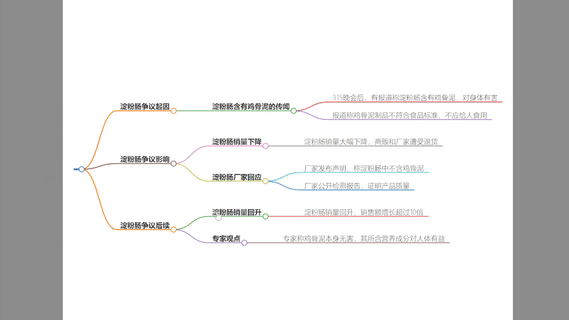 淀粉肠争议起因
淀粉肠含有鸡骨泥的传闻
315晚会后，有报道称淀粉肠含有鸡骨泥，对身体有害
报道称鸡骨泥制品不符合食品标准，不应给人食用
淀粉肠争议影响
淀粉肠销量下降
淀粉肠销量大幅下降，商贩和厂家遭受退货
淀粉肠厂家回应
厂家发布声明，称淀粉肠中不含鸡骨泥
厂家公开检测报告，证明产品质量
淀粉肠争议后续
淀粉肠销量回升
淀粉肠销量回升，销售额增长超过10倍
专家观点
专家称鸡骨泥本身无害，其所含营养成分对人体有益